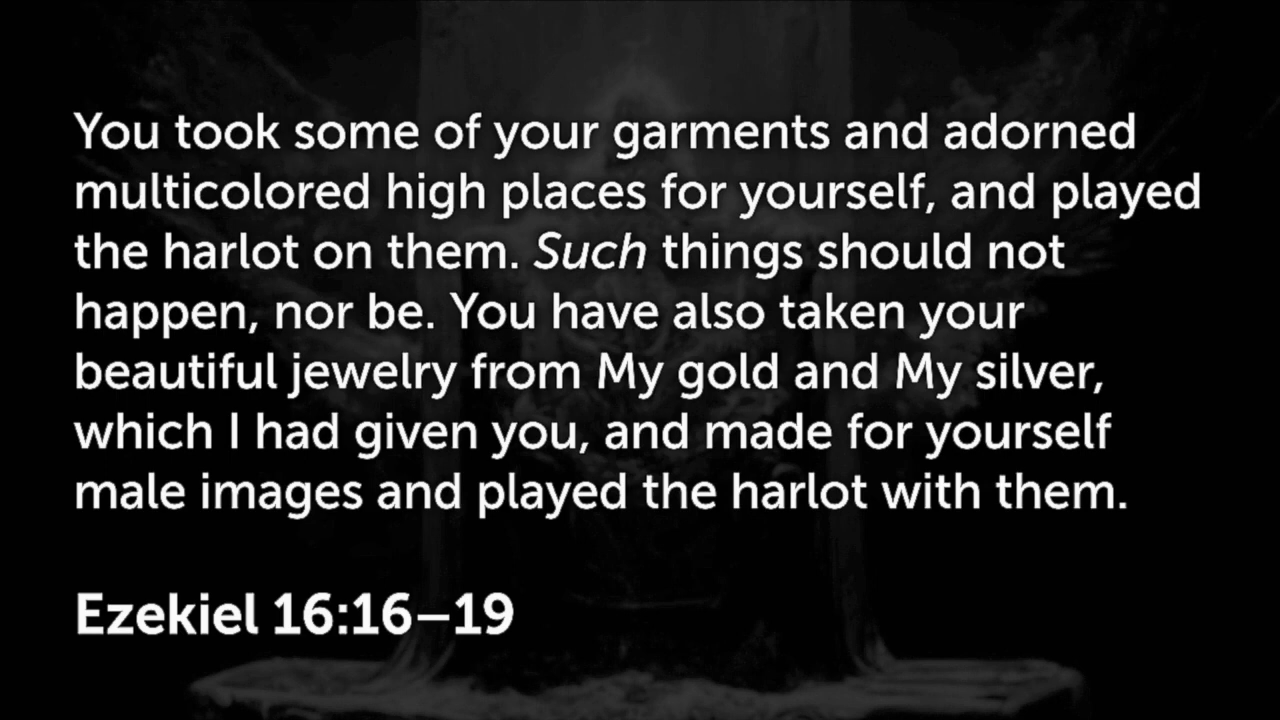 You took some of your garments and adorned
multicolored high places for yourself, and played
the harlot on them. Such things should not
happen, nor be. You have also taken your
beautiful jewelry from My gold and My silver,
which I had given you, and made for yourself
male images and played the harlot with them.
Ezekiel 16:16–19